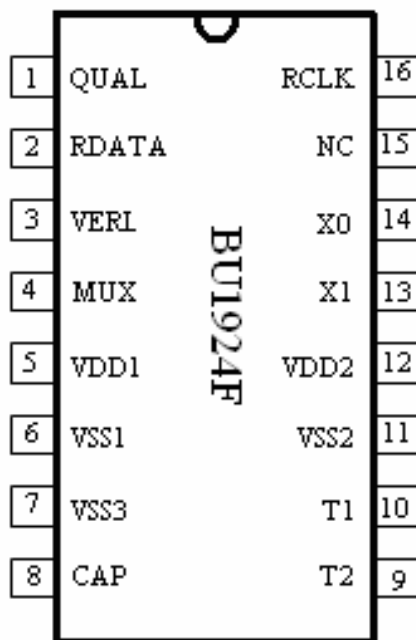 1 QUAL RCLK 16
2 RDATA NC 15
3 VERL X0 14
4 MUX X1 13
5 VDD1 VDD2 12
6 VSS1 VSS2 11
7 VSS3 T1 10
8 CAP T2 9
BU1924F